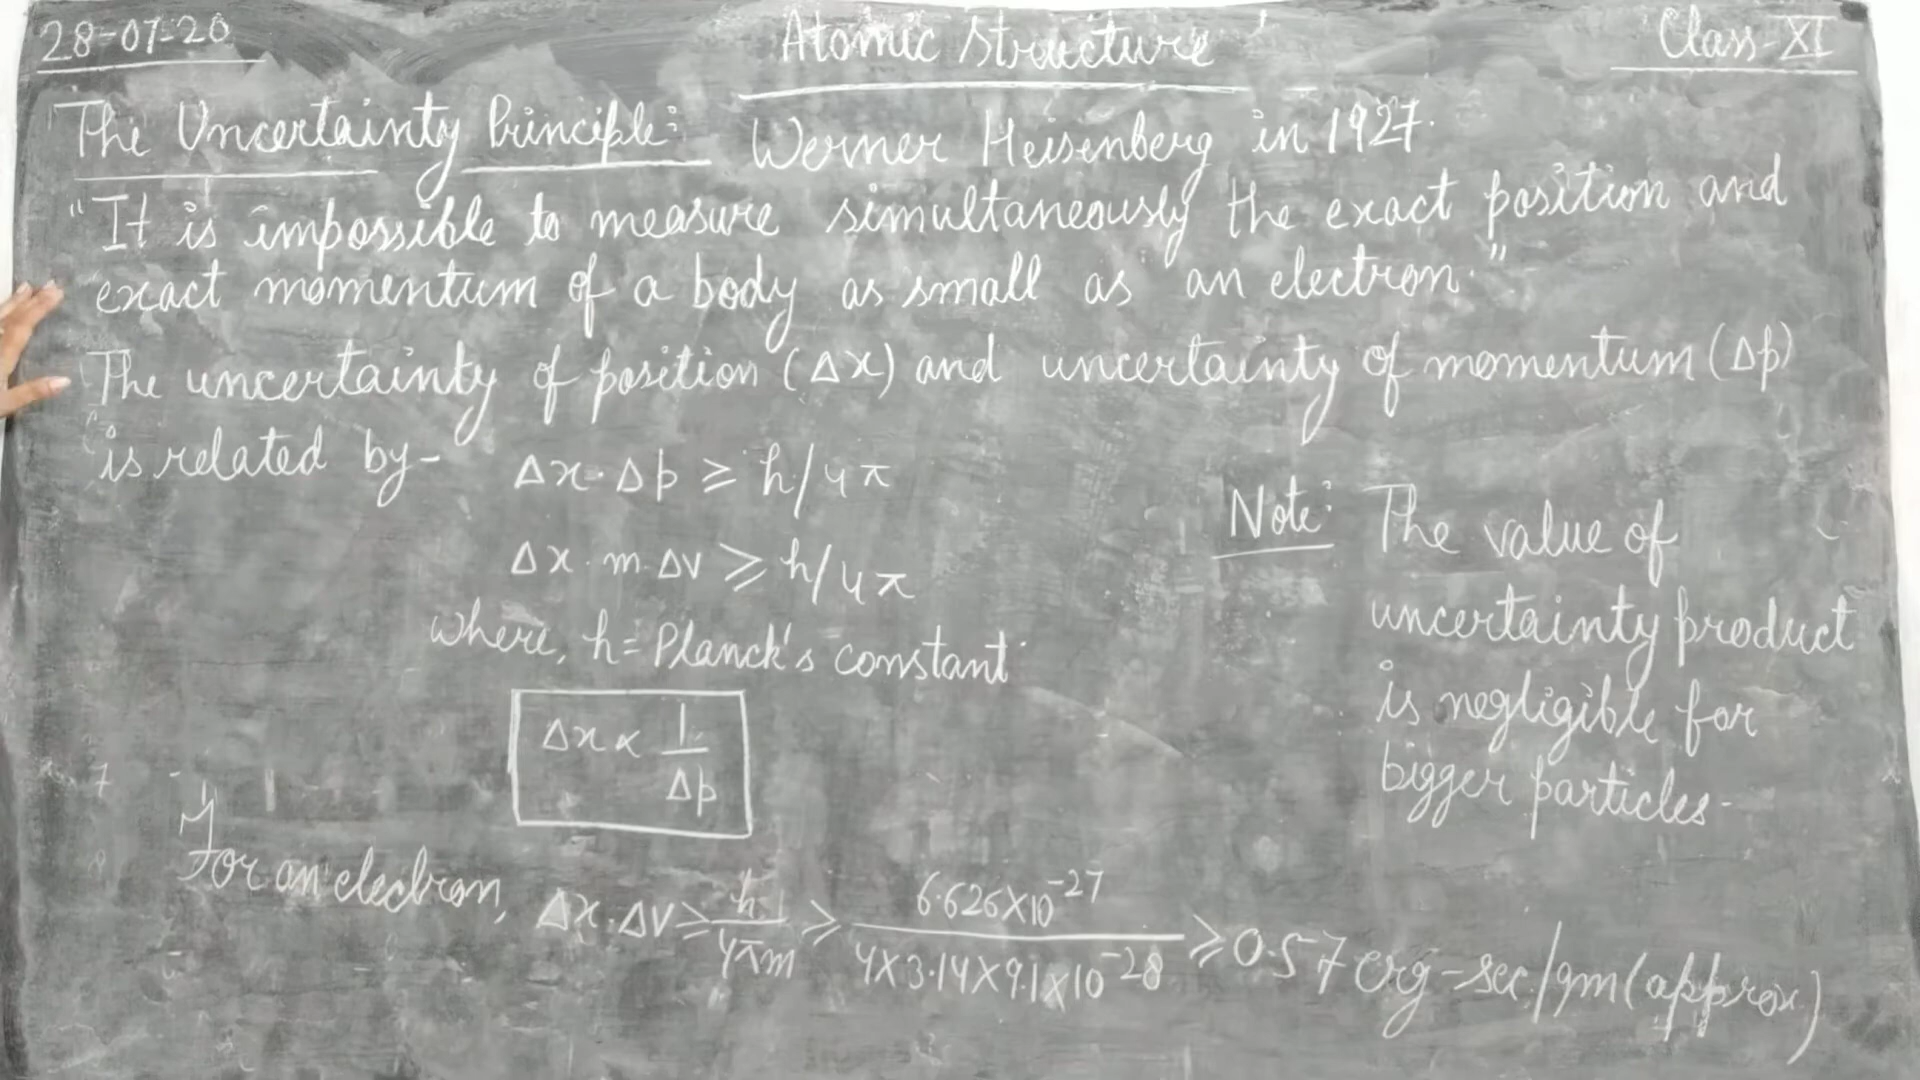 28-07-20 Atomic Structure Class-XI
The Uncertainty Principle: Werner Heisenberg in 1927.
"It is impossible to measure simultaneously the exact position and
exact momentum of a body as small as an electron."
The uncertainty of position (Δx) and uncertainty of momentum (Δp)
is related by-
Δx·Δp ≥ h/4π
Δx·m·Δv ≥ h/4π
where, h= Planck's constant
Δx ∝ 1/Δp
Note: The value of
uncertainty product
is negligible for
bigger particles-
For an electron, Δx·Δv ≥ h/4πm ≥ 6.626×10⁻²⁷/4×3.14×9.1×10⁻²⁸ ≥ 0.57 erg-sec/gm (approx)